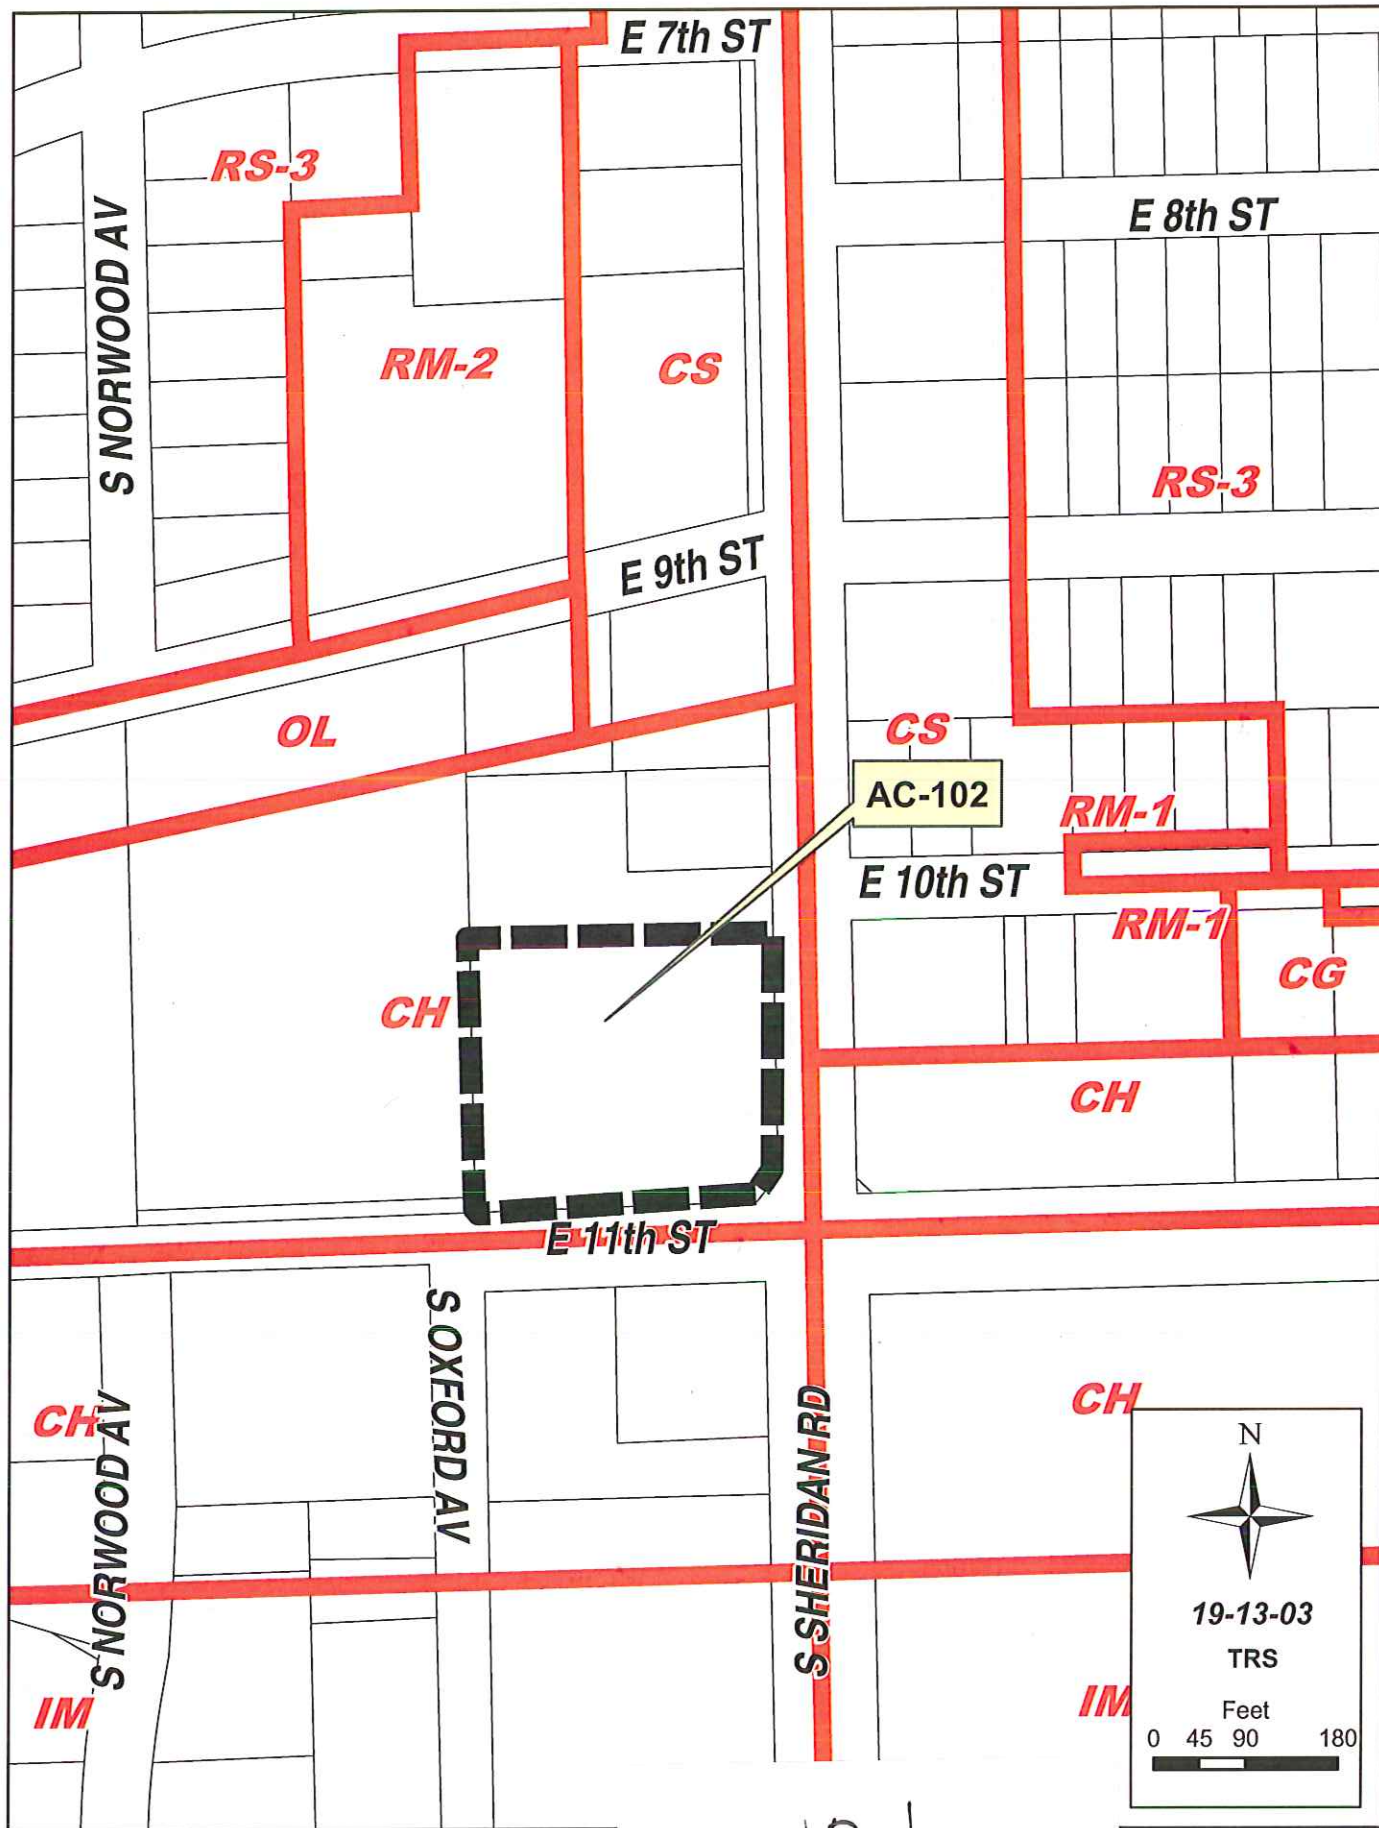 E 7th ST
RS-3
S NORWOOD AV
E 8th ST
RM-2
CS
RS-3
E 9th ST
OL
CS
AC-102
RM-1
E 10th ST
RM-1
CG
CH
CH
E 11th ST
S OXFORD AV
CH
S NORWOOD AV
S SHERIDAN RD
CH
N
19-13-03
TRS
IM
IM
Feet
0 45 90 180